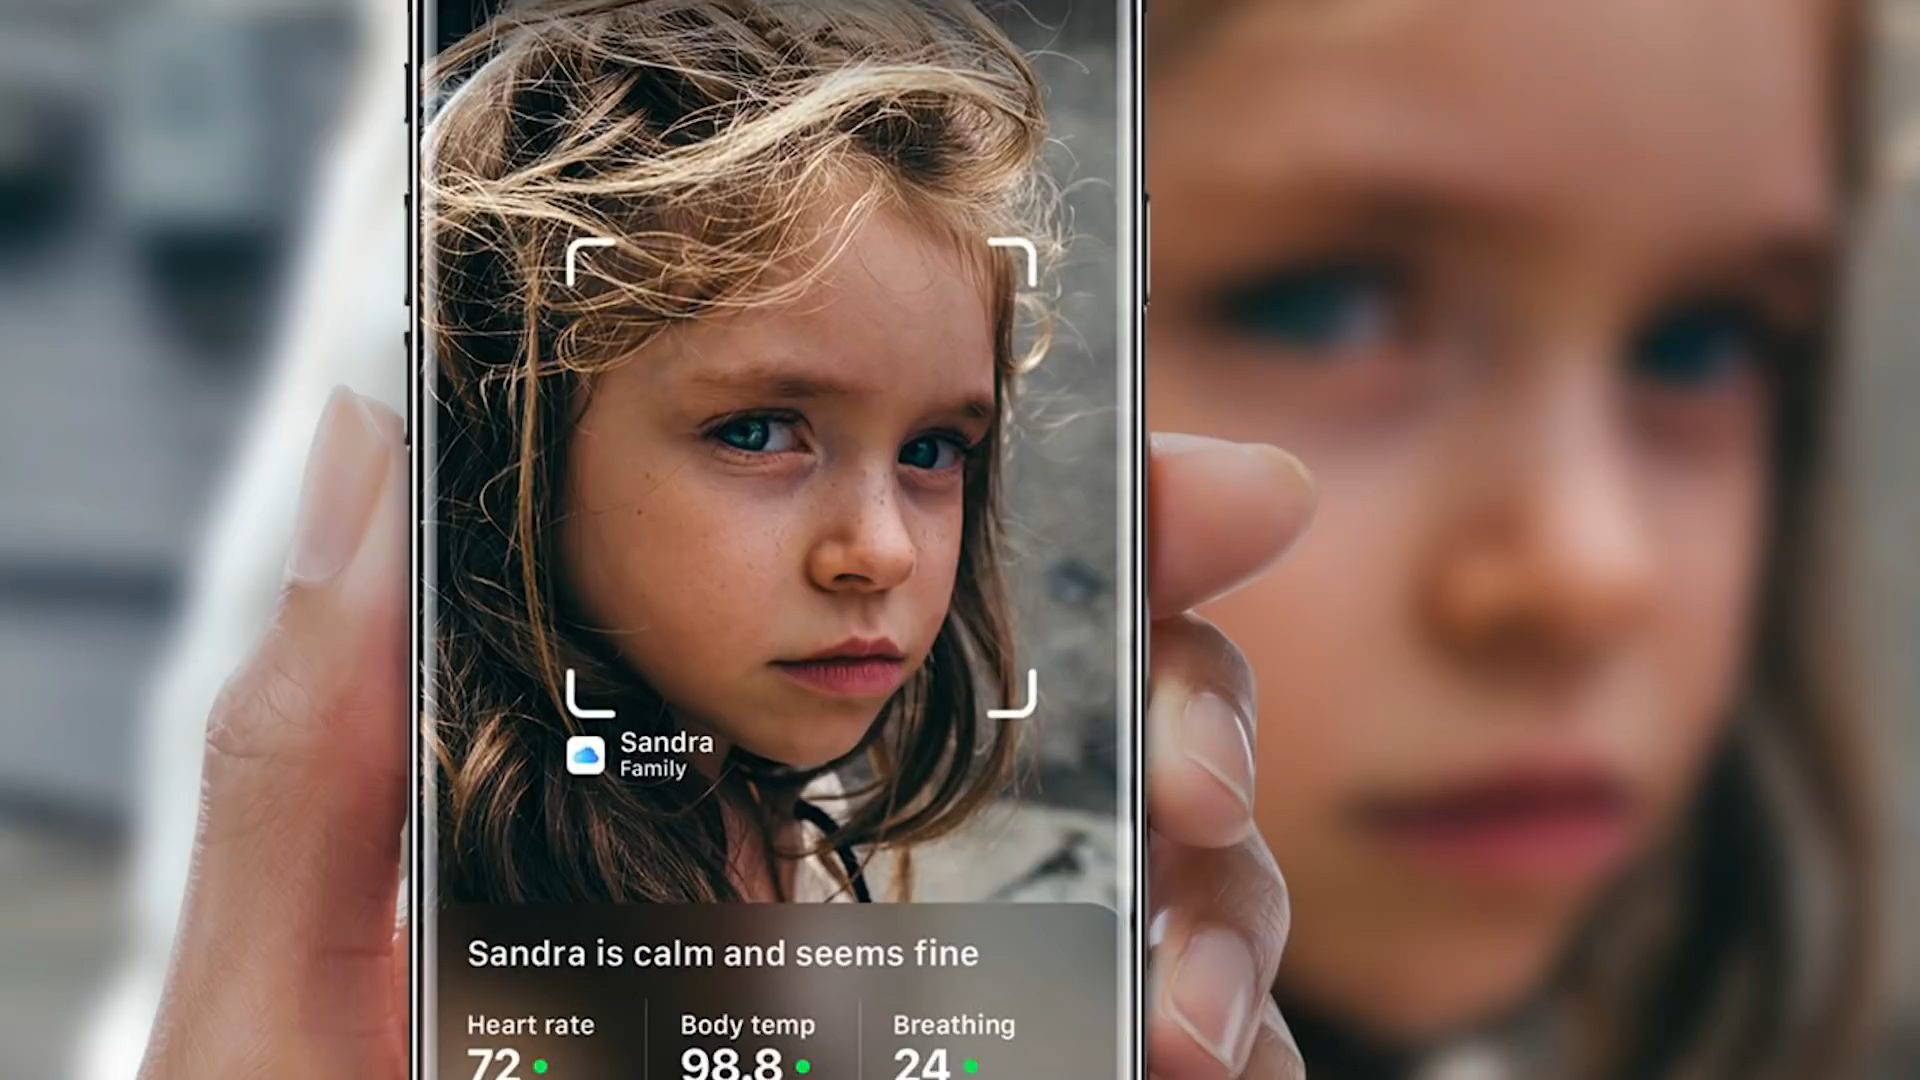 Sandra
Family
Sandra is calm and seems fine
Heart rate
Body temp
Breathing
72
98.8
24